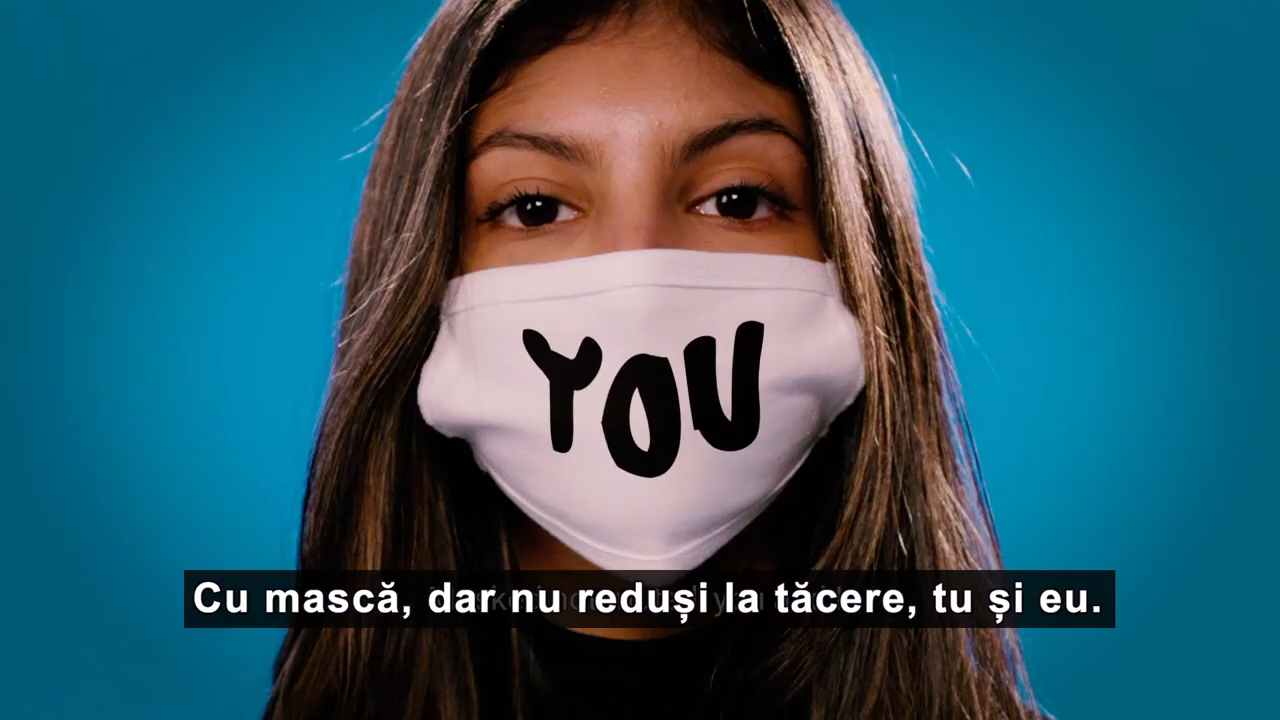 YOU
Cu mască, dar nu reduși la tăcere, tu și eu.